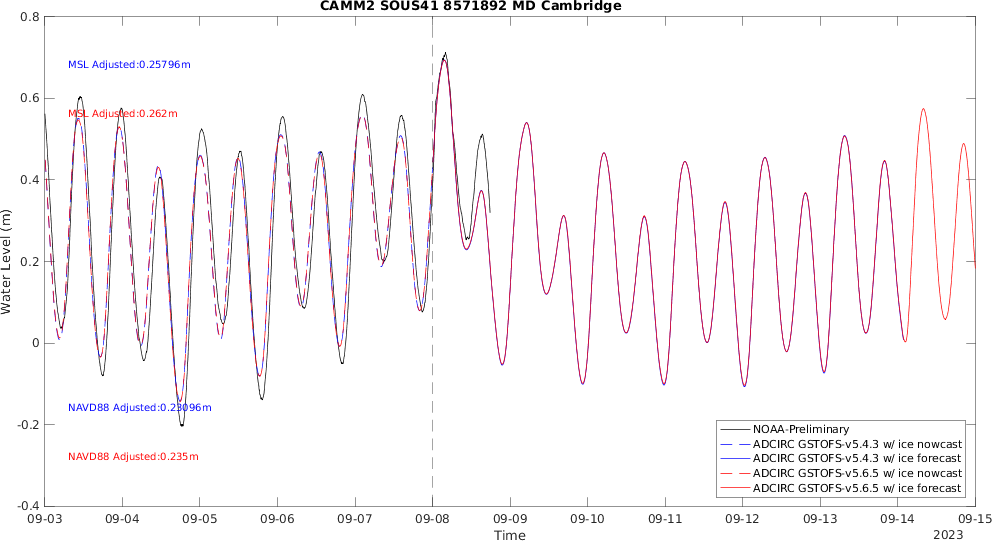 CAMM2 SOUS41 8571892 MD Cambridge
0.8
0.6
0.4
0.2
0
-0.2
-0.4
Water Level (m)
MSL Adjusted:0.25796m
MSL Adjusted:0.262m
NAVD88 Adjusted:0.23096m
NAVD88 Adjusted:0.235m
NOAA-Preliminary
ADCIRC GSTOFS-v5.4.3 w/ ice nowcast
ADCIRC GSTOFS-v5.4.3 w/ ice forecast
ADCIRC GSTOFS-v5.6.5 w/ ice nowcast
ADCIRC GSTOFS-v5.6.5 w/ ice forecast
09-03 09-04 09-05 09-06 09-07 09-08 09-09 09-10 09-11 09-12 09-13 09-14 09-15
Time
2023